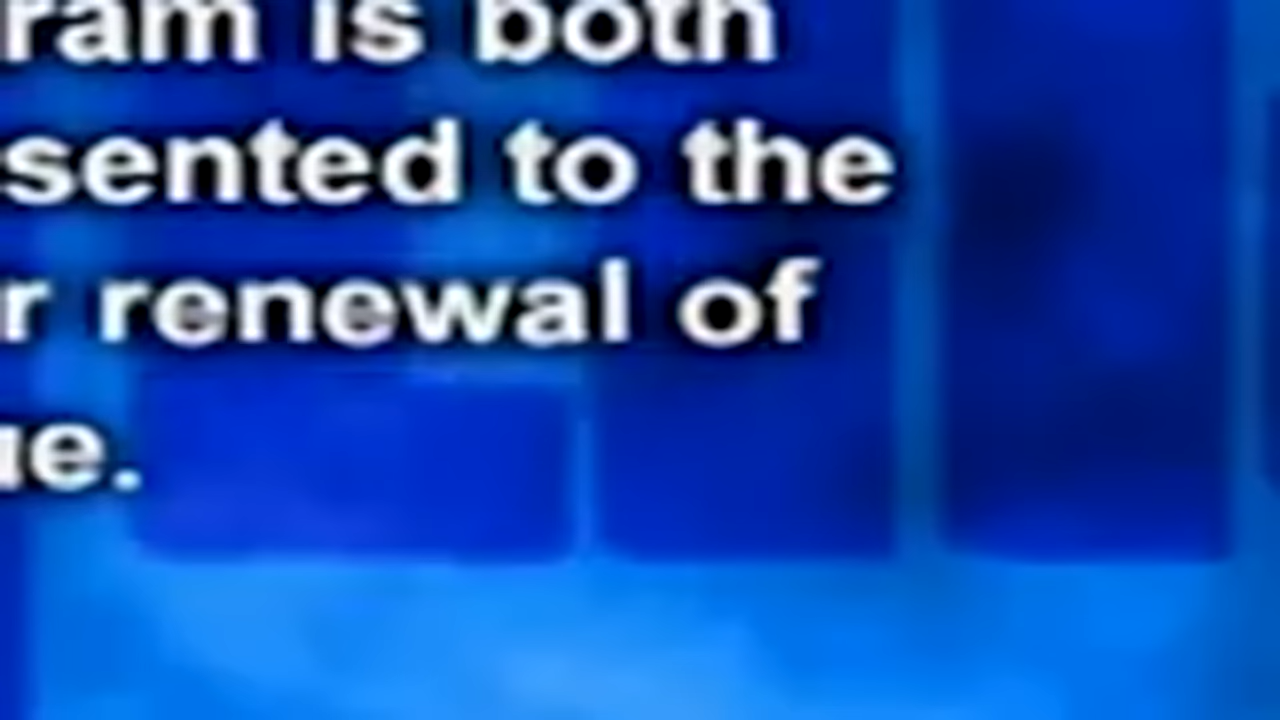 ram is both
sented to the
r renewal of
ue.